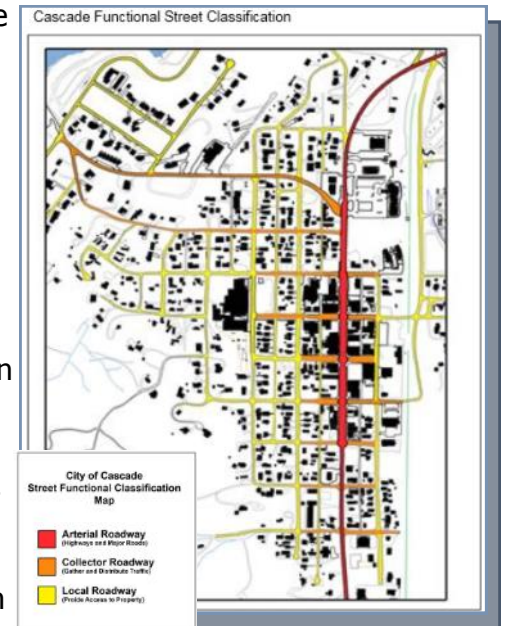 e
Cascade Functional Street Classification
n
City of Cascade
Street Functional Classification
Map
Arterial Roadway
(Highways and Major Roads)
Collector Roadway
(Gather and Distribute Traffic)
Local Roadway
(Proide Access to Property)
n